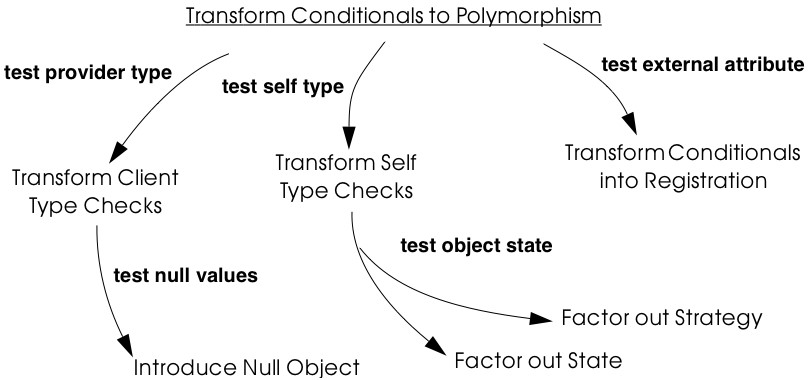 Transform Conditionals to Polymorphism
test provider type
test self type
test external attribute
Transform Client
Type Checks
Transform Self
Type Checks
Transform Conditionals
into Registration
test null values
test object state
Introduce Null Object
Factor out State
Factor out Strategy